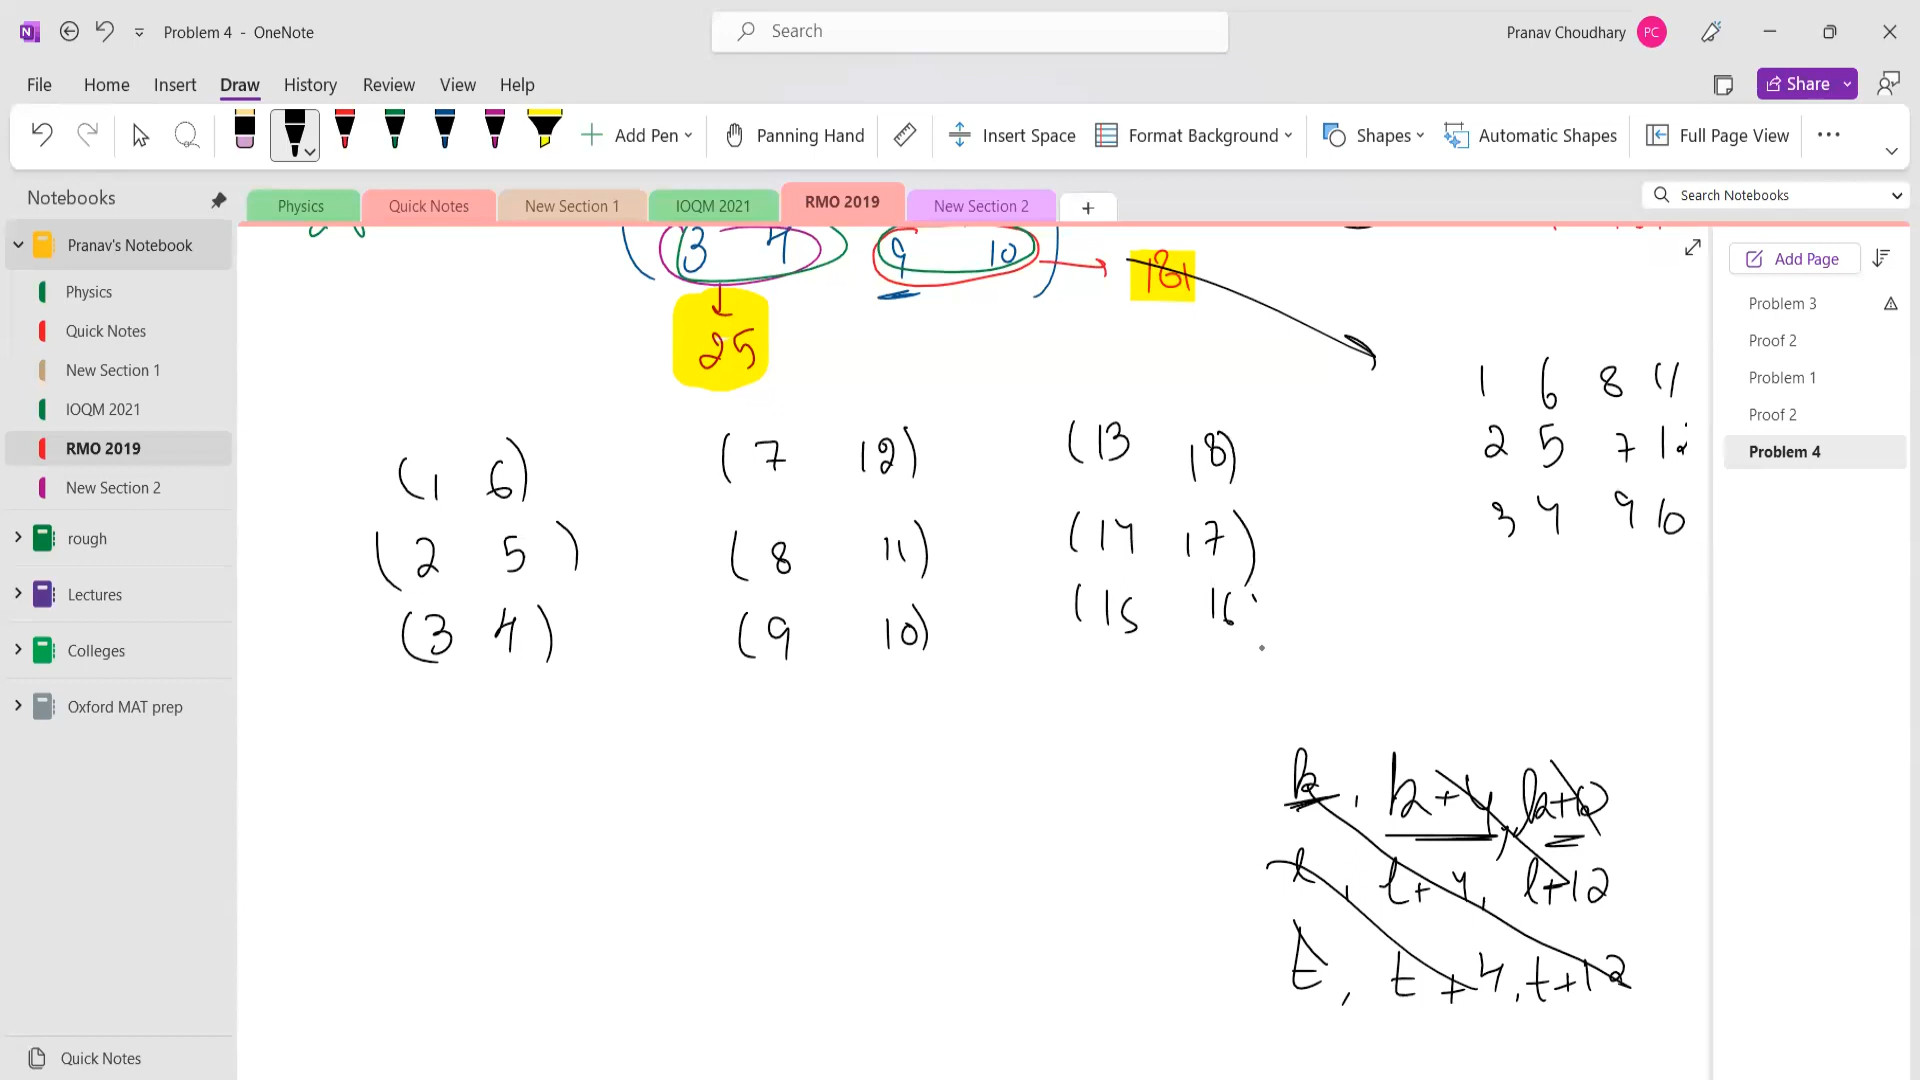 Problem 4 - OneNote
Search
Pranav Choudhary
PC
File Home Insert Draw History Review View Help
Share
Add Pen
Panning Hand
Insert Space
Format Background
Shapes
Automatic Shapes
Full Page View
Notebooks
Physics Quick Notes New Section 1 IOQM 2021 RMO 2019 New Section 2 +
Search Notebooks
Pranav's Notebook
Physics
Quick Notes
New Section 1
IOQM 2021
RMO 2019
New Section 2
rough
Lectures
Colleges
Oxford MAT prep
Quick Notes
Add Page
Problem 3
Proof 2
Problem 1
Proof 2
Problem 4
3 4 9 10
181
25
1 6 8 11
2 5 7 12
3 4 9 10
(1 6) (7 12) (13 18)
(2 5) (8 11) (14 17)
(3 4) (9 10) (15 16
k, k+4, k+12
l, l+4, l+12
t, t+4, t+12